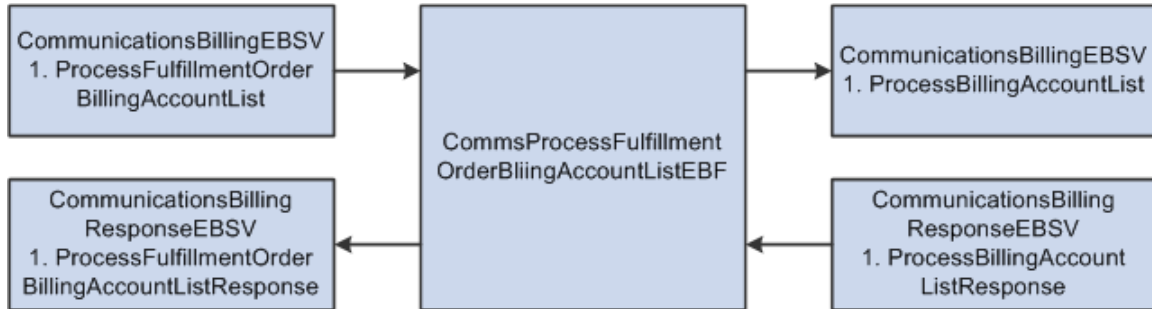 CommunicationsBillingEBSV
1. ProcessFulfillmentOrder
BillingAccountList
CommunicationsBilling
ResponseEBSV
1. ProcessFulfillmentOrder
BillingAccountListResponse
CommsProcessFulfillment
OrderBliingAccountListEBF
CommunicationsBillingEBSV
1. ProcessBillingAccountList
CommunicationsBilling
ResponseEBSV
1. ProcessBillingAccount
ListResponse